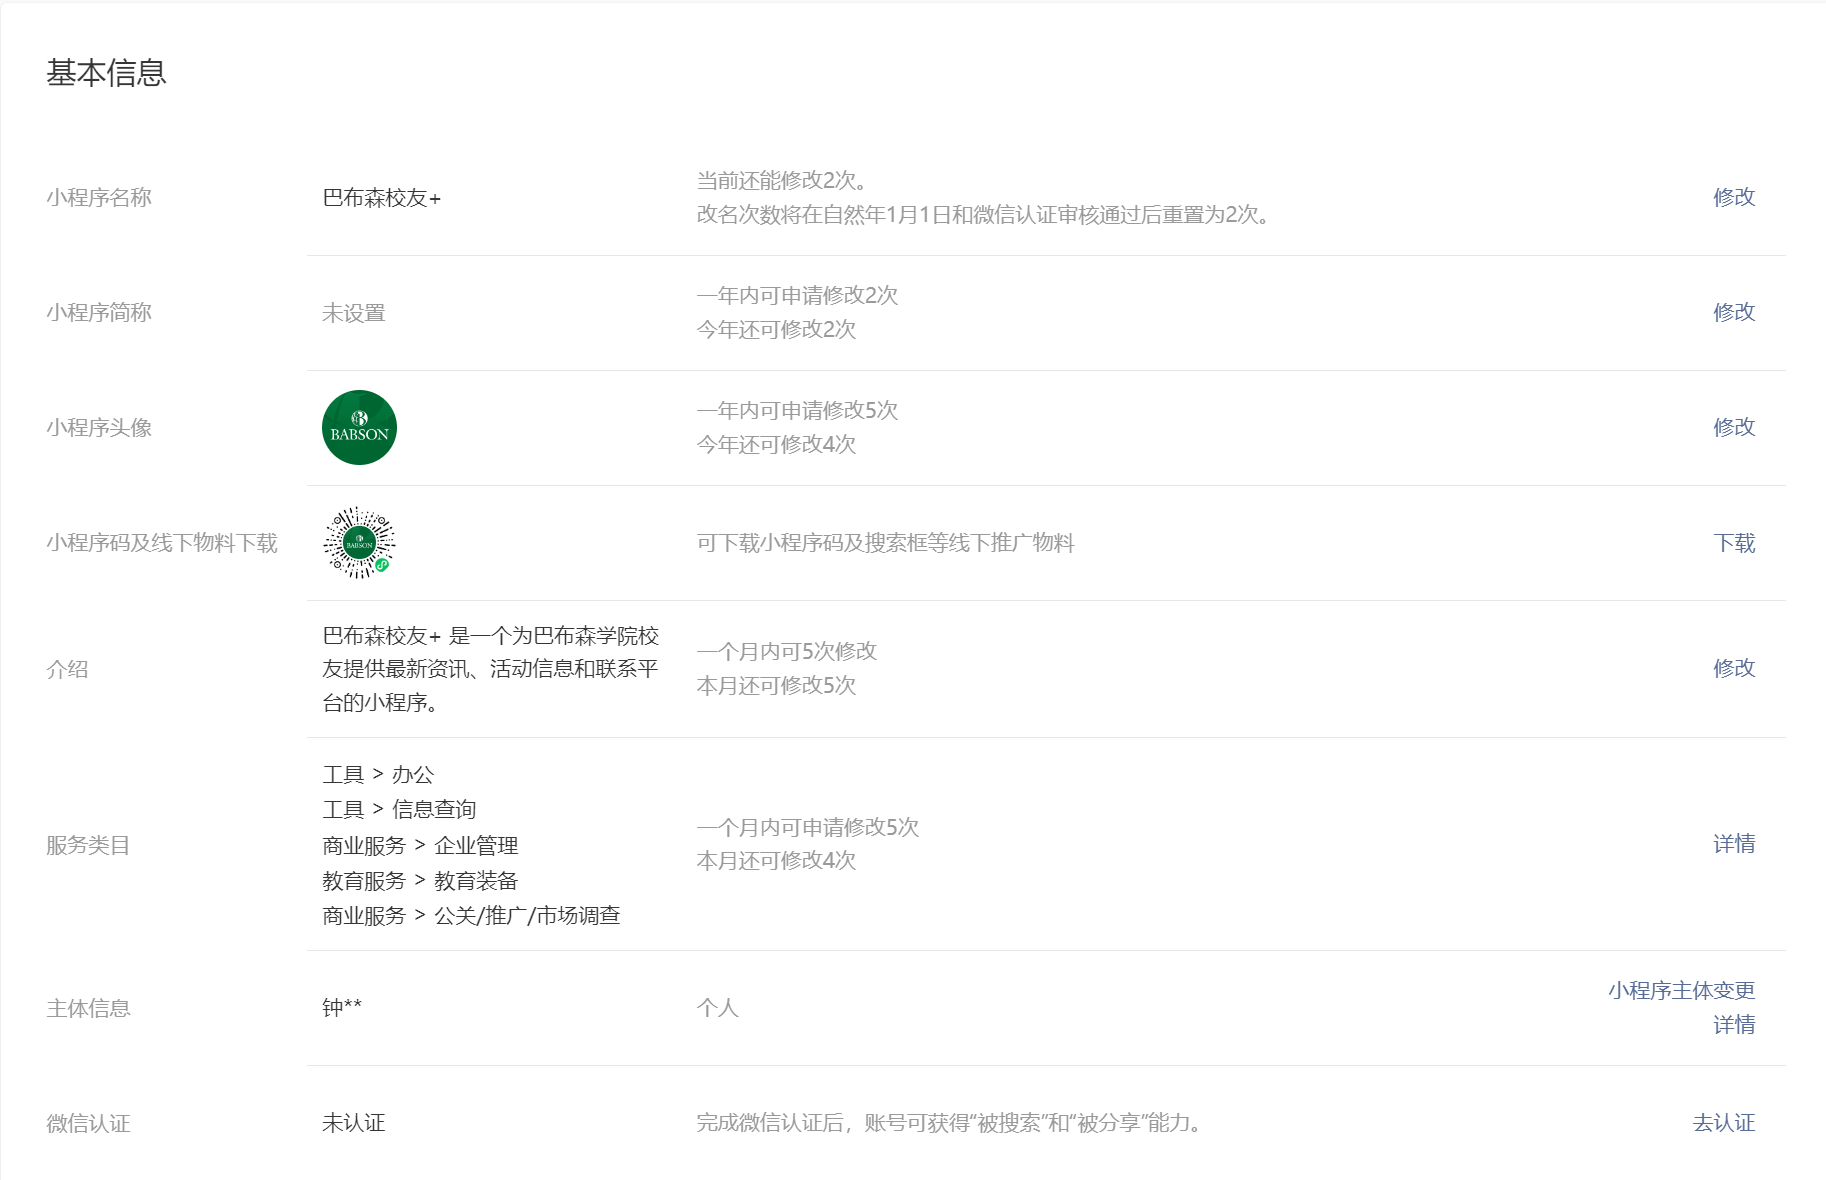 基本信息
小程序名称
巴布森校友+
当前还能修改2次。
改名次数将在自然年1月1日和微信认证审核通过后重置为2次。
修改
小程序简称
未设置
一年内可申请修改2次
今年还可修改2次
修改
小程序头像
BABSON
一年内可申请修改5次
今年还可修改4次
修改
小程序码及线下物料下载
BABSON
可下载小程序码及搜索框等线下推广物料
下载
介绍
巴布森校友+ 是一个为巴布森学院校
友提供最新资讯、活动信息和联系平
台的小程序。
一个月内可5次修改
本月还可修改5次
修改
服务类目
工具 > 办公
工具 > 信息查询
商业服务 > 企业管理
教育服务 > 教育装备
商业服务 > 公关/推广/市场调查
一个月内可申请修改5次
本月还可修改4次
详情
主体信息
钟**
个人
小程序主体变更
详情
微信认证
未认证
完成微信认证后，账号可获得“被搜索”和“被分享”能力。
去认证